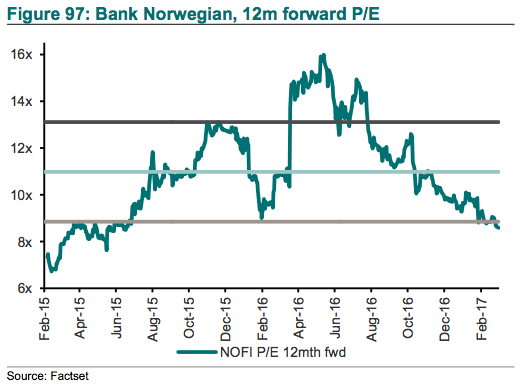 Figure 97: Bank Norwegian, 12m forward P/E
16x
14x
12x
10x
8x
6x
Feb-15
Apr-15
Jun-15
Aug-15
Oct-15
Dec-15
Feb-16
Apr-16
Jun-16
Aug-16
Oct-16
Dec-16
Feb-17
NOFI P/E 12mth fwd
Source: Factset